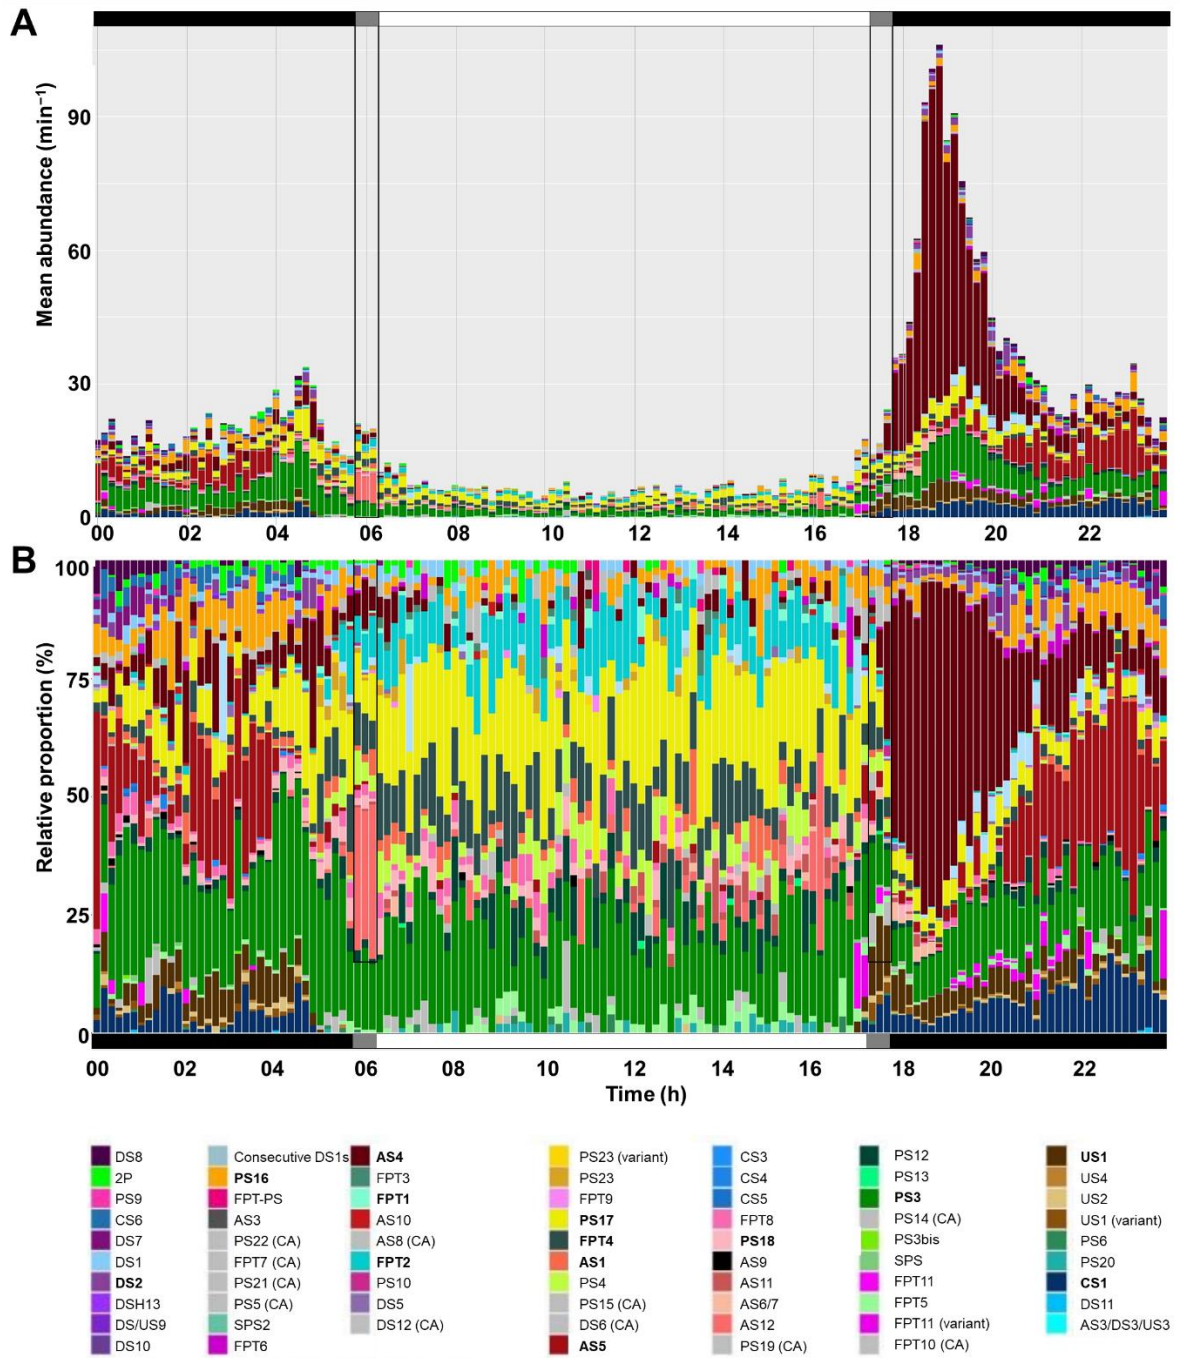 A
Mean abundance (min⁻¹)
90
60
30
0
00 02 04 06 08 10 12 14 16 18 20 22
B
Relative proportion (%)
100
75
50
25
0
00 02 04 06 08 10 12 14 16 18 20 22
Time (h)
DS8
2P
PS9
CS6
DS7
DS1
DS2
DSH13
DS/US9
DS10
Consecutive DS1s
PS16
FPT-PS
AS3
PS22 (CA)
FPT7 (CA)
PS21 (CA)
PS5 (CA)
SPS2
FPT6
AS4
FPT3
FPT1
AS10
AS8 (CA)
FPT2
PS10
DS5
DS12 (CA)
PS23 (variant)
PS23
FPT9
PS17
FPT4
AS1
PS4
PS15 (CA)
DS6 (CA)
AS5
CS3
CS4
CS5
FPT8
PS18
AS9
AS11
AS6/7
AS12
PS19 (CA)
PS12
PS13
PS3
PS14 (CA)
PS3bis
SPS
FPT11
FPT5
FPT11 (variant)
FPT10 (CA)
US1
US4
US2
US1 (variant)
PS6
PS20
CS1
DS11
AS3/DS3/US3